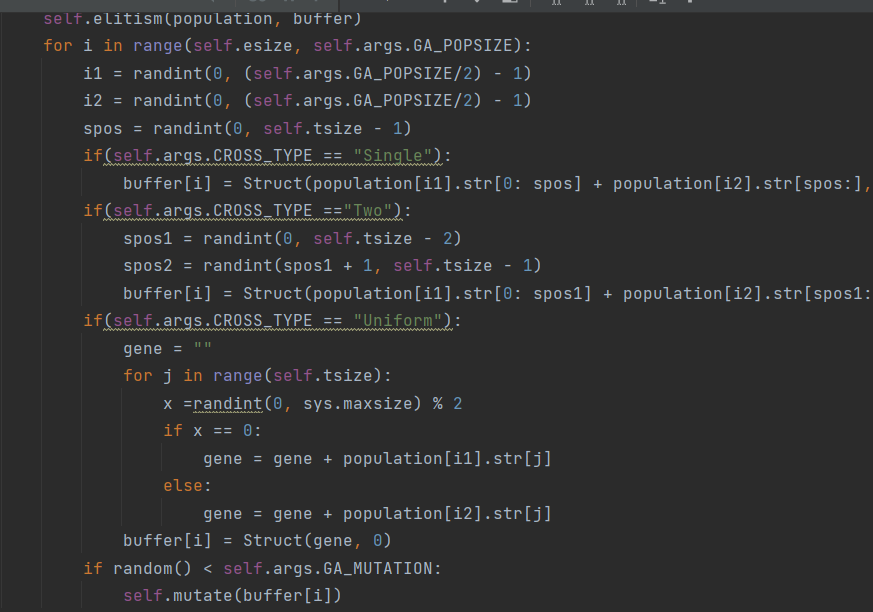 self.elitism(population, buffer)
for i in range(self.esize, self.args.GA_POPSIZE):
i1 = randint(0, (self.args.GA_POPSIZE/2) - 1)
i2 = randint(0, (self.args.GA_POPSIZE/2) - 1)
spos = randint(0, self.tsize - 1)
if(self.args.CROSS_TYPE == "Single"):
buffer[i] = Struct(population[i1].str[0: spos] + population[i2].str[spos:],
if(self.args.CROSS_TYPE =="Two"):
spos1 = randint(0, self.tsize - 2)
spos2 = randint(spos1 + 1, self.tsize - 1)
buffer[i] = Struct(population[i1].str[0: spos1] + population[i2].str[spos1:
if(self.args.CROSS_TYPE == "Uniform"):
gene = ""
for j in range(self.tsize):
x =randint(0, sys.maxsize) % 2
if x == 0:
gene = gene + population[i1].str[j]
else:
gene = gene + population[i2].str[j]
buffer[i] = Struct(gene, 0)
if random() < self.args.GA_MUTATION:
self.mutate(buffer[i])